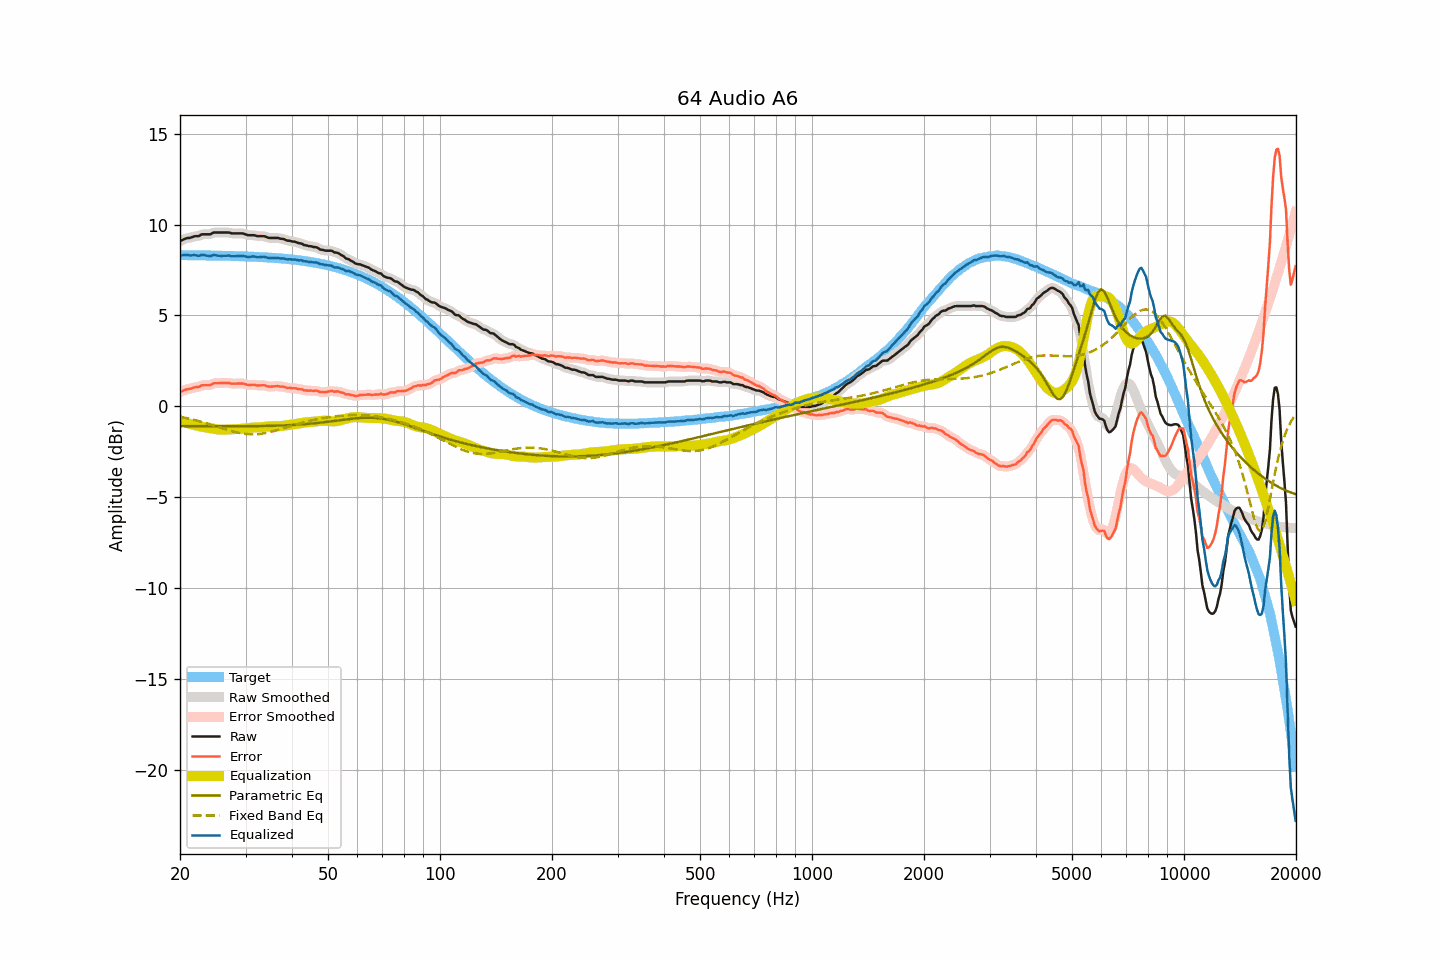 64 Audio A6
15
10
5
0
−5
−10
−15
−20
Amplitude (dBr)
Target
Raw Smoothed
Error Smoothed
Raw
Error
Equalization
Parametric Eq
Fixed Band Eq
Equalized
20 50 100 200 500 1000 2000 5000 10000 20000
Frequency (Hz)